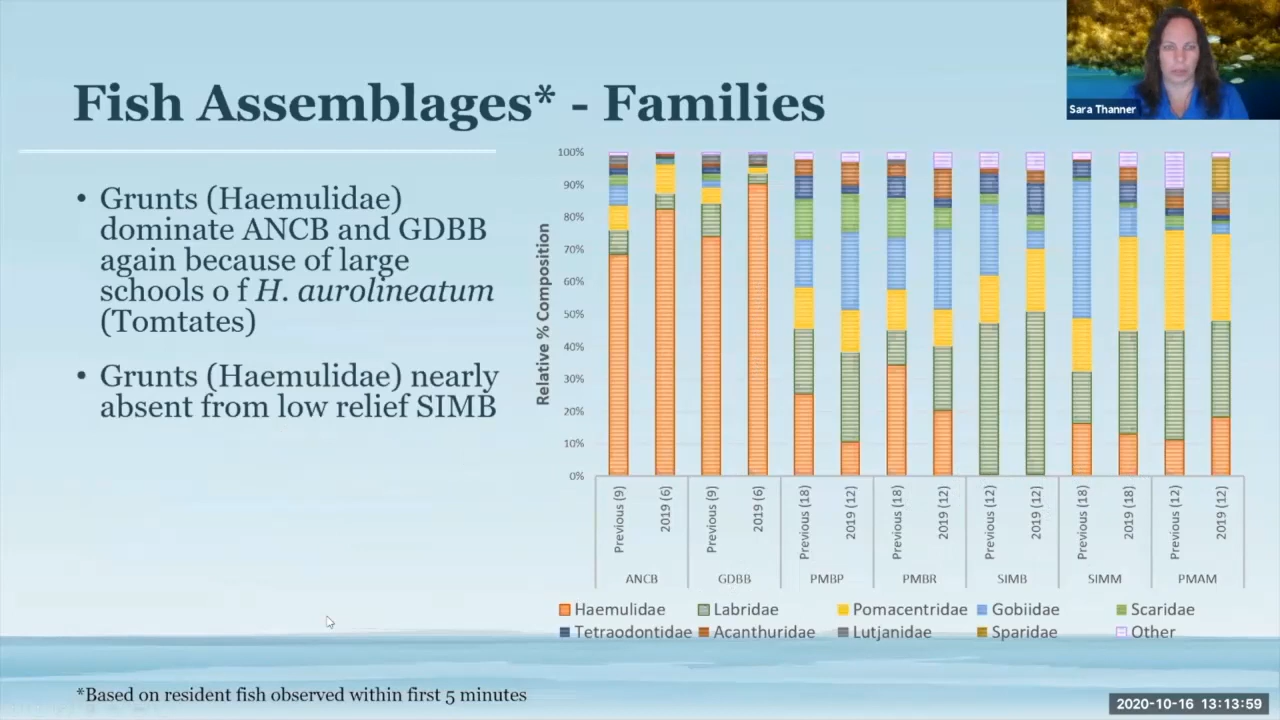 Sara Thanner
Fish Assemblages* - Families
• Grunts (Haemulidae)
dominate ANCB and GDBB
again because of large
schools o f H. aurolineatum
(Tomtates)
• Grunts (Haemulidae) nearly
absent from low relief SIMB
Relative % Composition
100%
90%
80%
70%
60%
50%
40%
30%
20%
10%
0%
Previous (9) 2019 (6) Previous (9) 2019 (6) Previous (18) 2019 (12) Previous (18) 2019 (12) Previous (12) 2019 (12) Previous (18) 2019 (18) Previous (12) 2019 (12)
ANCB GDBB PMBP PMBR SIMB SIMM PMAM
Haemulidae Labridae Pomacentridae Gobiidae Scaridae
Tetraodontidae Acanthuridae Lutjanidae Sparidae Other
*Based on resident fish observed within first 5 minutes
2020-10-16 13:13:59